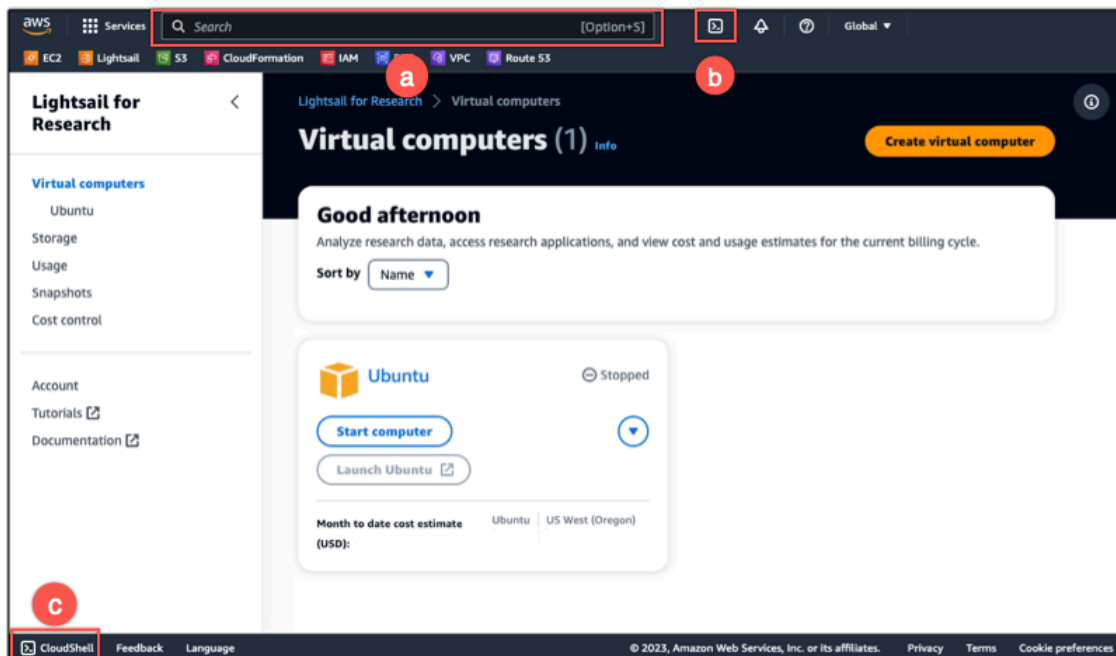 aws Services Search [Option+S] Global
EC2 Lightsail S3 CloudFormation IAM VPC Route 53
a
b
Lightsail for
Research
Virtual computers
Ubuntu
Storage
Usage
Snapshots
Cost control
Account
Tutorials
Documentation
Lightsail for Research > Virtual computers
Virtual computers (1) Info
Create virtual computer
Good afternoon
Analyze research data, access research applications, and view cost and usage estimates for the current billing cycle.
Sort by Name
Ubuntu Stopped
Start computer
Launch Ubuntu
Month to date cost estimate Ubuntu US West (Oregon)
(USD):
c
CloudShell Feedback Language © 2023, Amazon Web Services, Inc. or its affiliates. Privacy Terms Cookie preferences